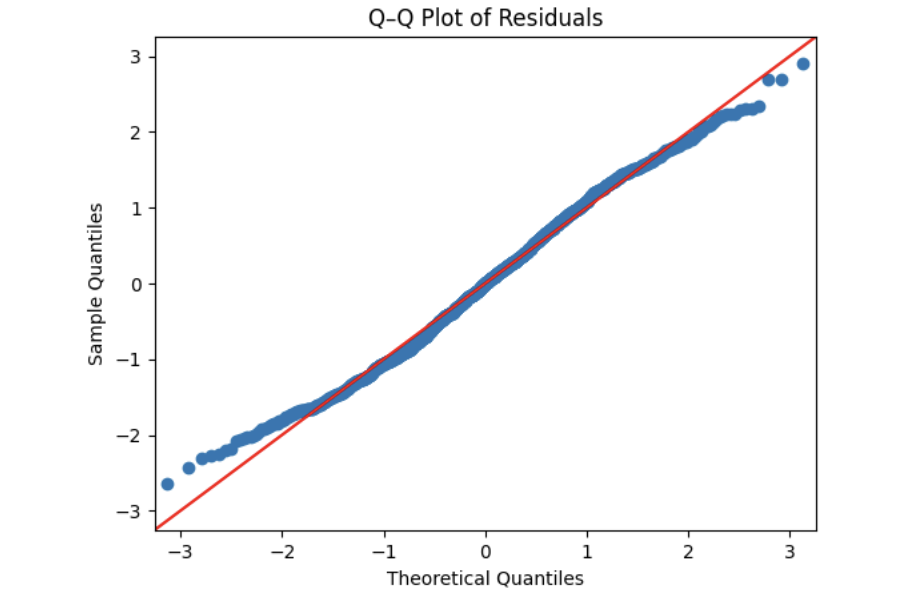 Q–Q Plot of Residuals
3
2
1
0
−1
−2
−3
Sample Quantiles
−3 −2 −1 0 1 2 3
Theoretical Quantiles